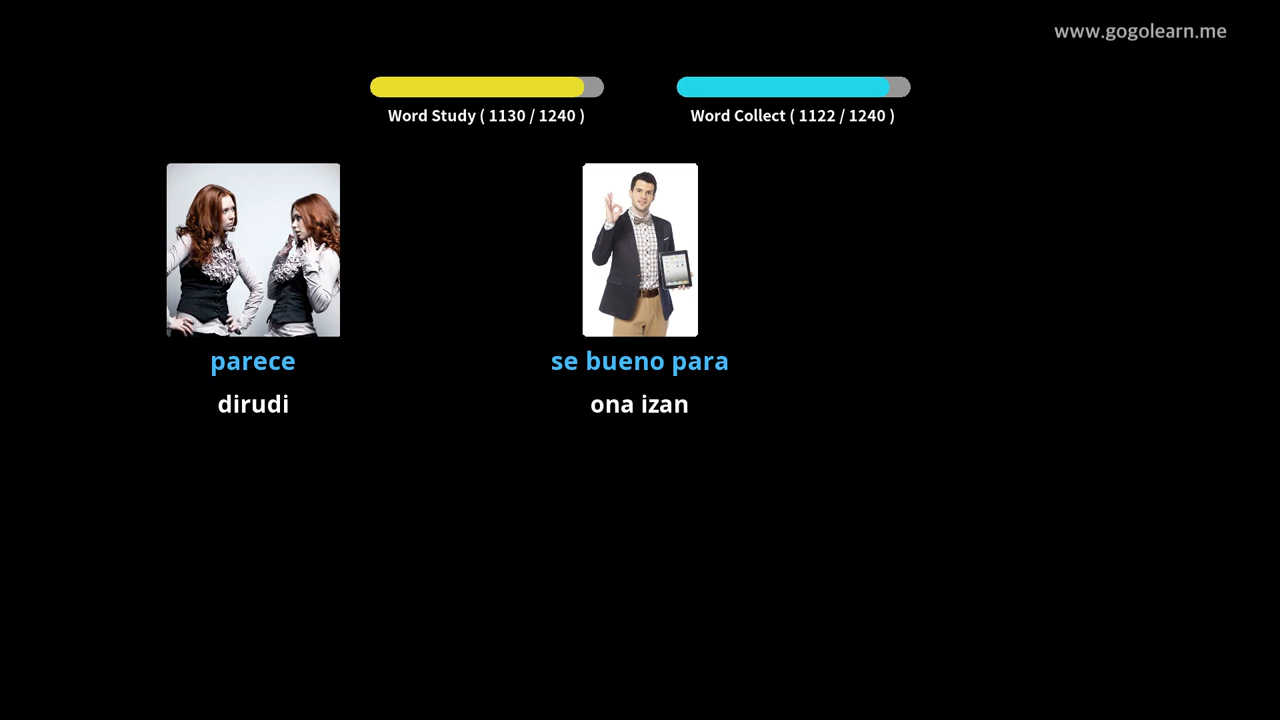 www.gogolearn.me
Word Study ( 1130 / 1240 )
Word Collect ( 1122 / 1240 )
parece
se bueno para
dirudi
ona izan